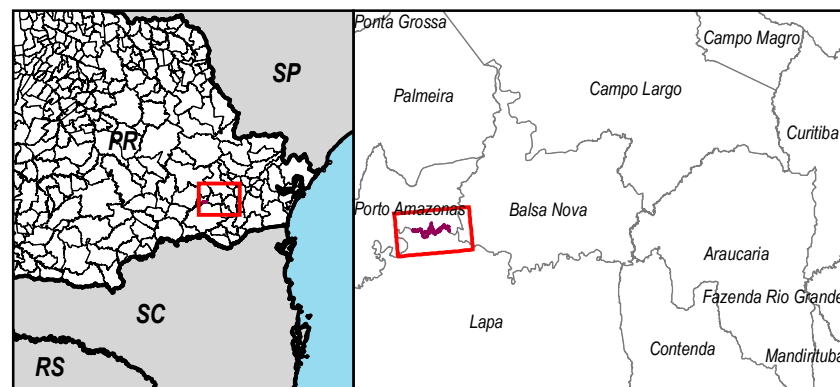 SP
PR
SC
RS
Ponta Grossa
Campo Magro
Palmeira
Campo Largo
Curitiba
Porto Amazonas
Balsa Nova
Araucaria
Fazenda Rio Grande
Lapa
Contenda
Mandirituba